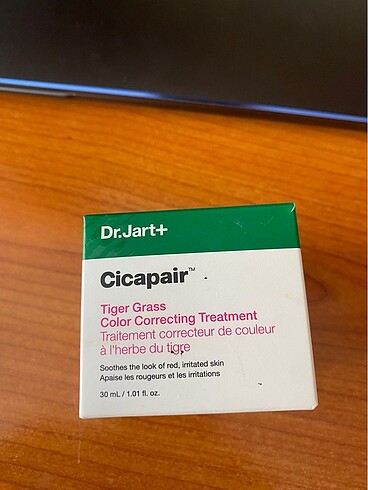 Dr.Jart+
Cicapair™
Tiger Grass
Color Correcting Treatment
Traitement correcteur de couleur
à l'herbe du tigre
Soothes the look of red, irritated skin
Apaise les rougeurs et les irritations
30 mL / 1.01 fl. oz.